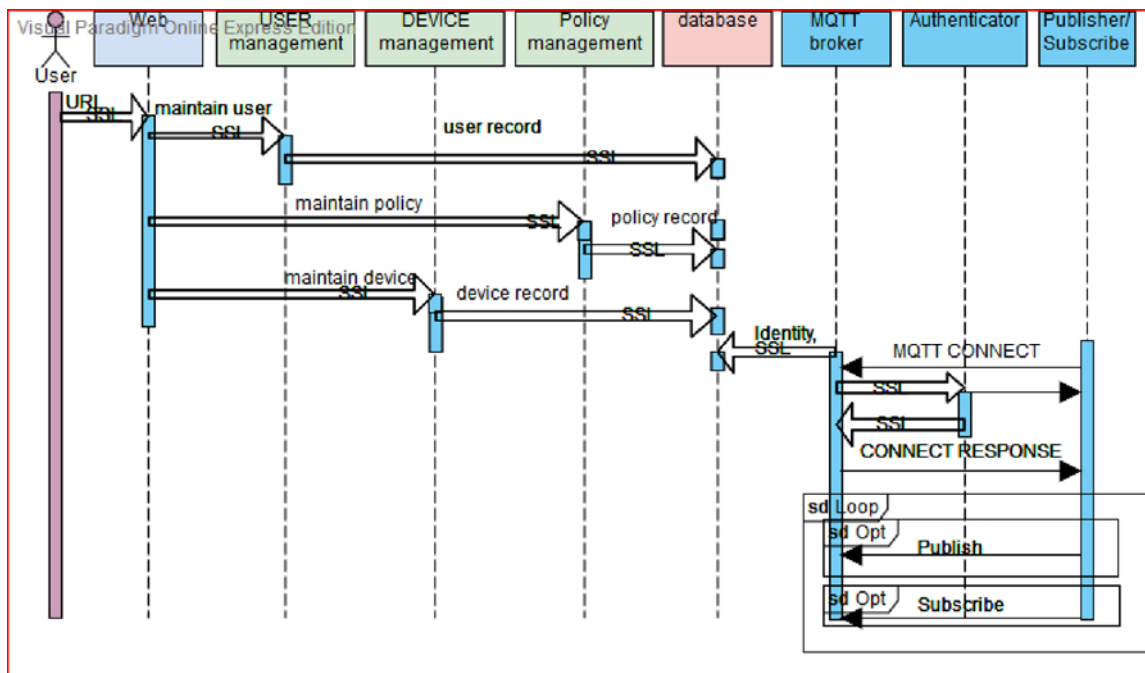 Visual Paradigm Online Express Edition
User
Web
USER
management
DEVICE
management
Policy
management
database
MQTT
broker
Authenticator
Publisher/
Subscribe
URL
SSL
maintain user
SSL
user record
SSL
maintain policy
SSL
policy record
SSL
maintain device
SSL
device record
SSL
Identity,
SSL
MQTT CONNECT
SSL
SSL
CONNECT RESPONSE
sd Loop
sd Opt
Publish
sd Opt
Subscribe